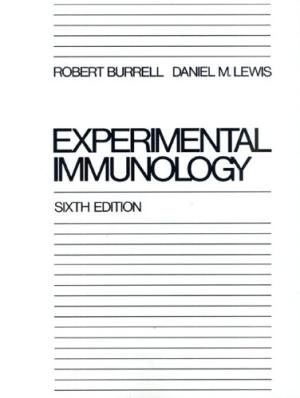 ROBERT BURRELL DANIEL M. LEWIS
EXPERIMENTAL
IMMUNOLOGY
SIXTH EDITION